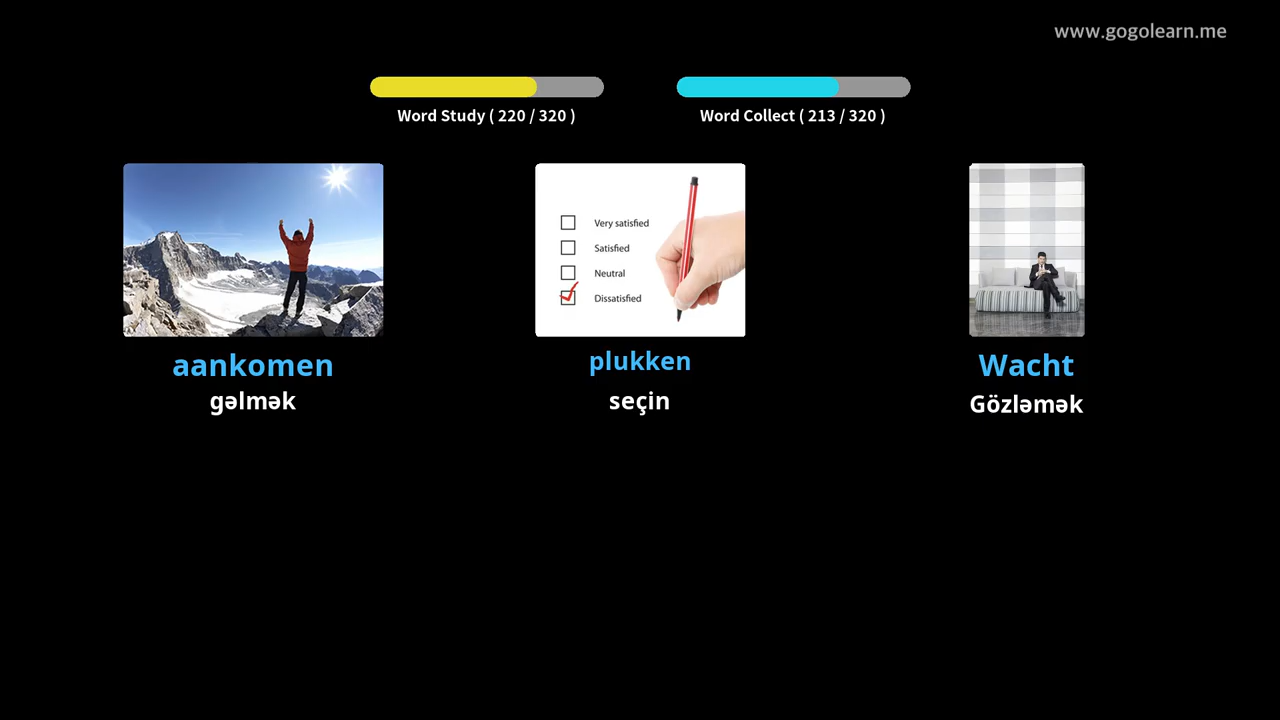 www.gogolearn.me
Word Study ( 220 / 320 )
Word Collect ( 213 / 320 )
Very satisfied
Satisfied
Neutral
Dissatisfied
aankomen
plukken
Wacht
gəlmək
seçin
Gözləmək